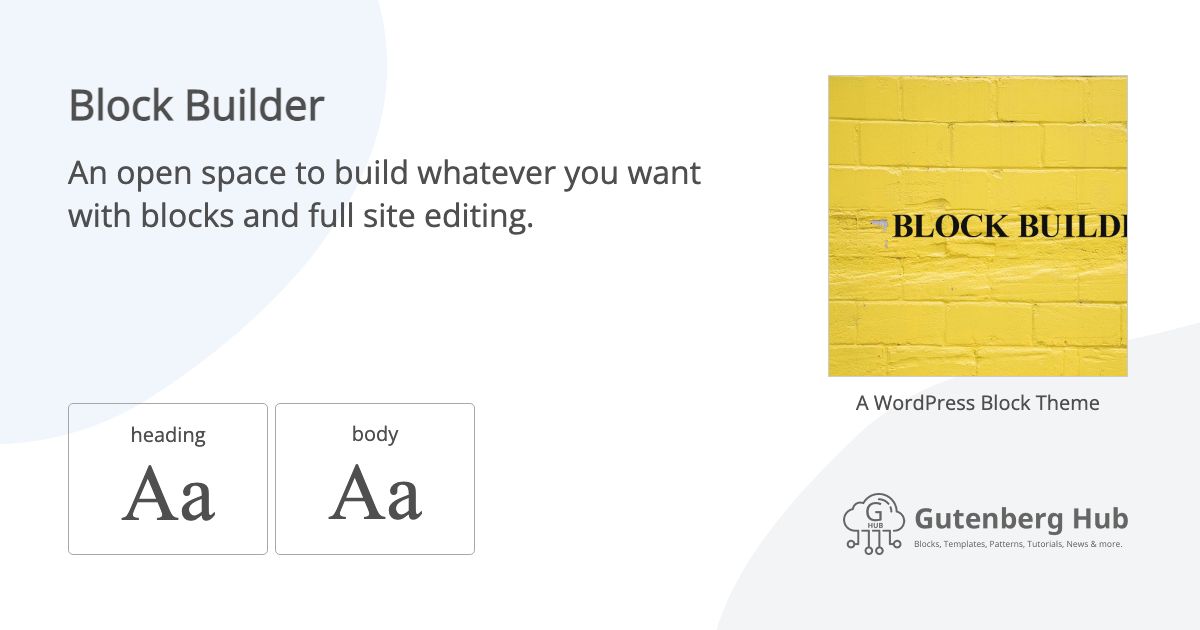 Block Builder
An open space to build whatever you want
with blocks and full site editing.
BLOCK BUILD
A WordPress Block Theme
heading
Aa
body
Aa
G
HUB
Gutenberg Hub
Blocks, Templates, Patterns, Tutorials, News & more.